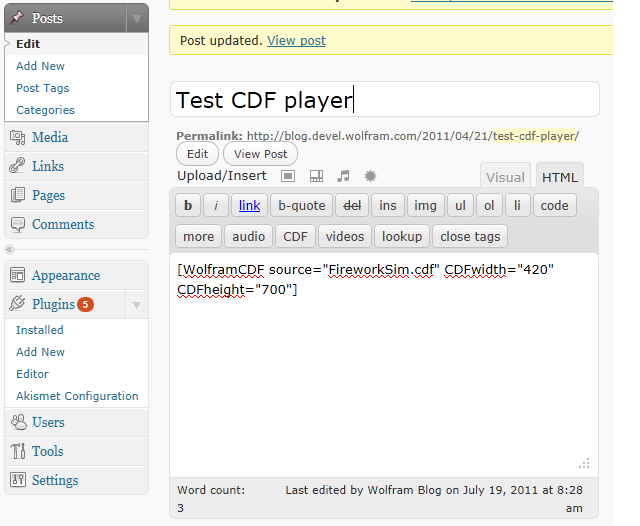 Posts
Edit
Add New
Post Tags
Categories
Media
Links
Pages
Comments
Appearance
Plugins 5
Installed
Add New
Editor
Akismet Configuration
Users
Tools
Settings
Post updated. View post
Test CDF player
Permalink: http://blog.devel.wolfram.com/2011/04/21/test-cdf-player/
Edit View Post
Upload/Insert Visual HTML
b i link b-quote del ins img ul ol li code
more audio CDF videos lookup close tags
[WolframCDF source="FireworkSim.cdf" CDFwidth="420"
CDFheight="700"]
Word count: Last edited by Wolfram Blog on July 19, 2011 at 8:28
3 am